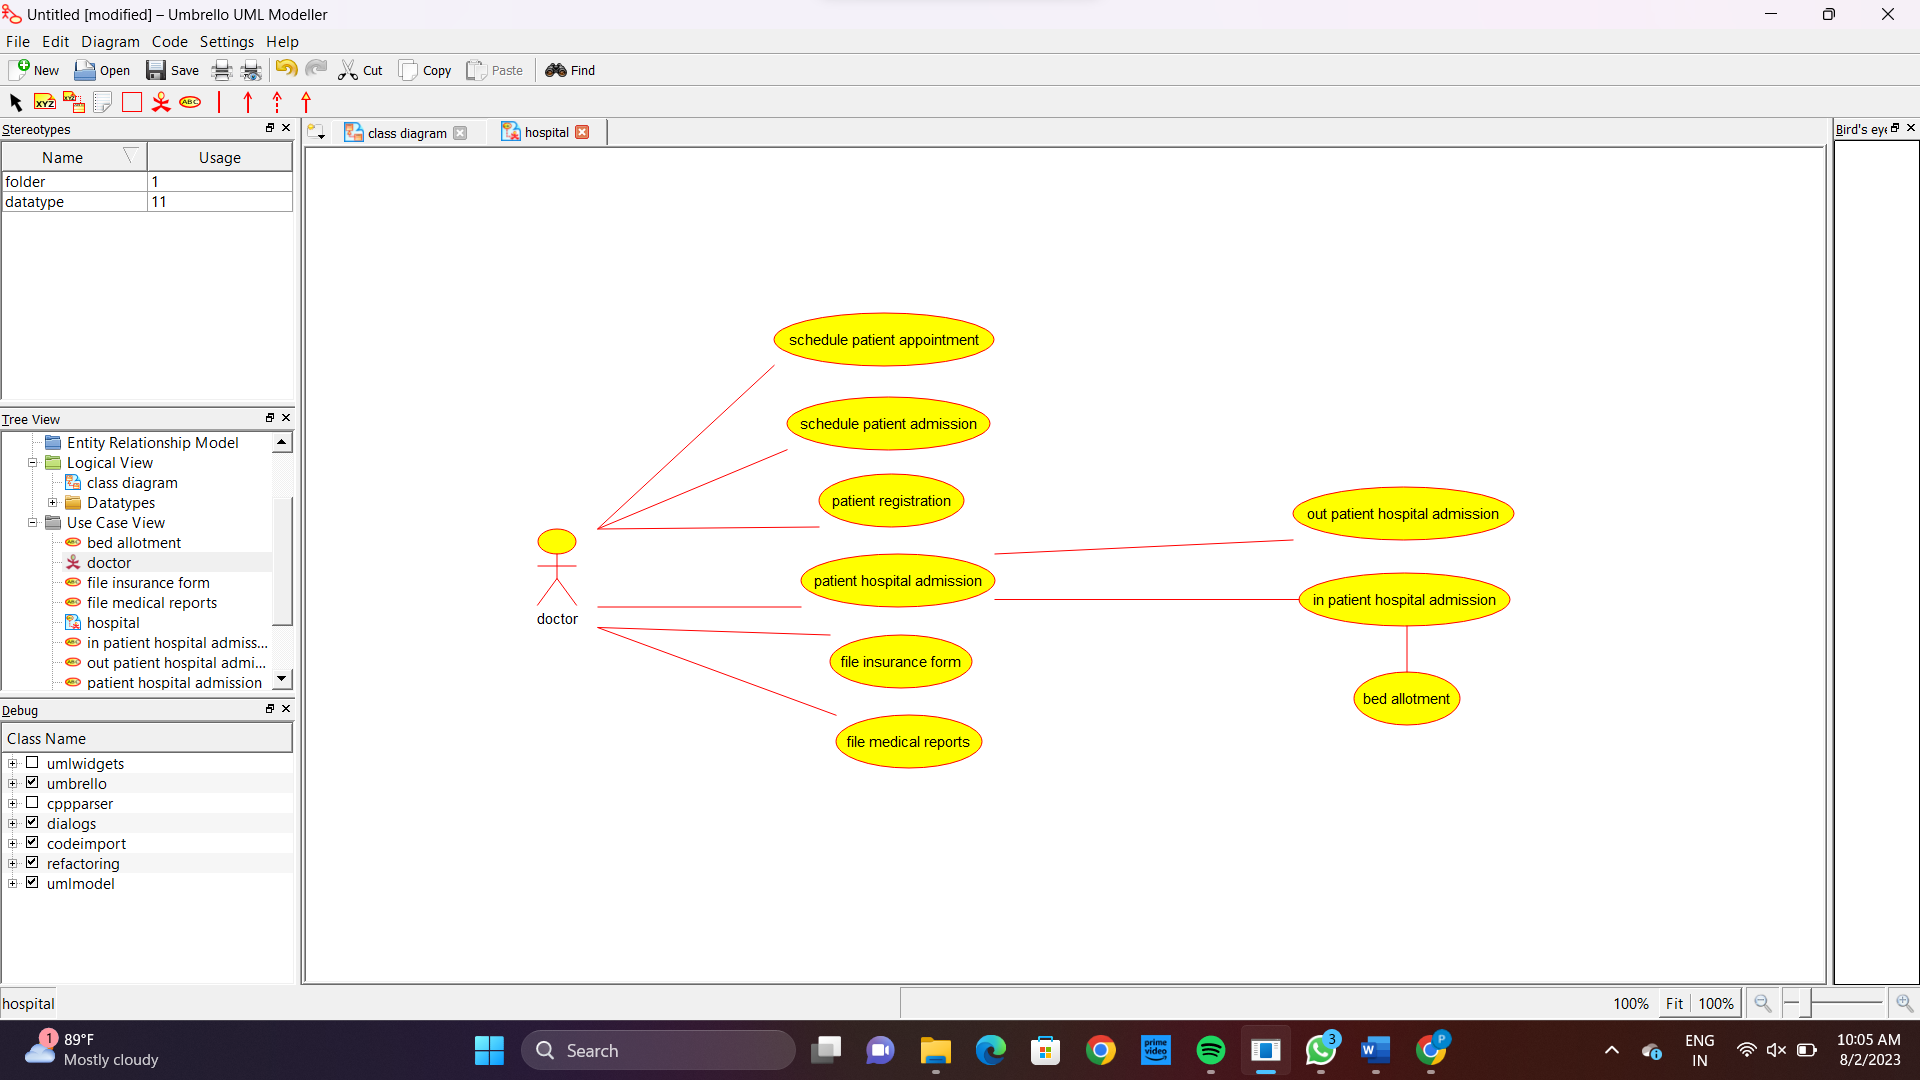 Untitled [modified] – Umbrello UML Modeller
File Edit Diagram Code Settings Help
New Open Save Cut Copy Paste Find
XYZ XYZ ABC
Stereotypes
Name Usage
folder 1
datatype 11
class diagram
hospital
Bird's eye
Tree View
Entity Relationship Model
Logical View
class diagram
Datatypes
Use Case View
bed allotment
doctor
file insurance form
file medical reports
hospital
in patient hospital admiss...
out patient hospital admi...
patient hospital admission
Debug
Class Name
umlwidgets
umbrello
cppparser
dialogs
codeimport
refactoring
umlmodel
schedule patient appointment
schedule patient admission
patient registration
out patient hospital admission
patient hospital admission
in patient hospital admission
doctor
file insurance form
bed allotment
file medical reports
hospital
100% Fit 100%
1
89°F
Mostly cloudy
Search
prime video
3
W
P
ENG
IN
10:05 AM
8/2/2023